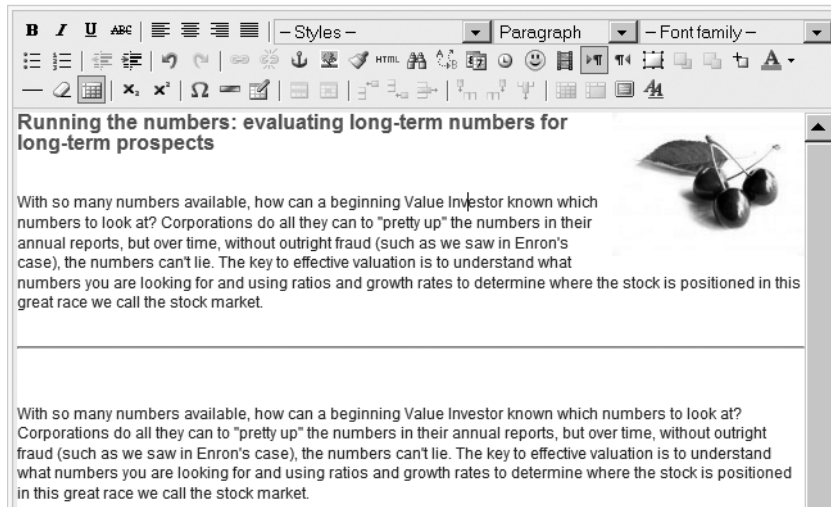 B I U ABC – Styles – Paragraph – Font family –
HTML A
x₂ x² Ω
Running the numbers: evaluating long-term numbers for
long-term prospects
With so many numbers available, how can a beginning Value Investor known which
numbers to look at? Corporations do all they can to "pretty up" the numbers in their
annual reports, but over time, without outright fraud (such as we saw in Enron's
case), the numbers can't lie. The key to effective valuation is to understand what
numbers you are looking for and using ratios and growth rates to determine where the stock is positioned in this
great race we call the stock market.
With so many numbers available, how can a beginning Value Investor known which numbers to look at?
Corporations do all they can to "pretty up" the numbers in their annual reports, but over time, without outright
fraud (such as we saw in Enron's case), the numbers can't lie. The key to effective valuation is to understand
what numbers you are looking for and using ratios and growth rates to determine where the stock is positioned
in this great race we call the stock market.